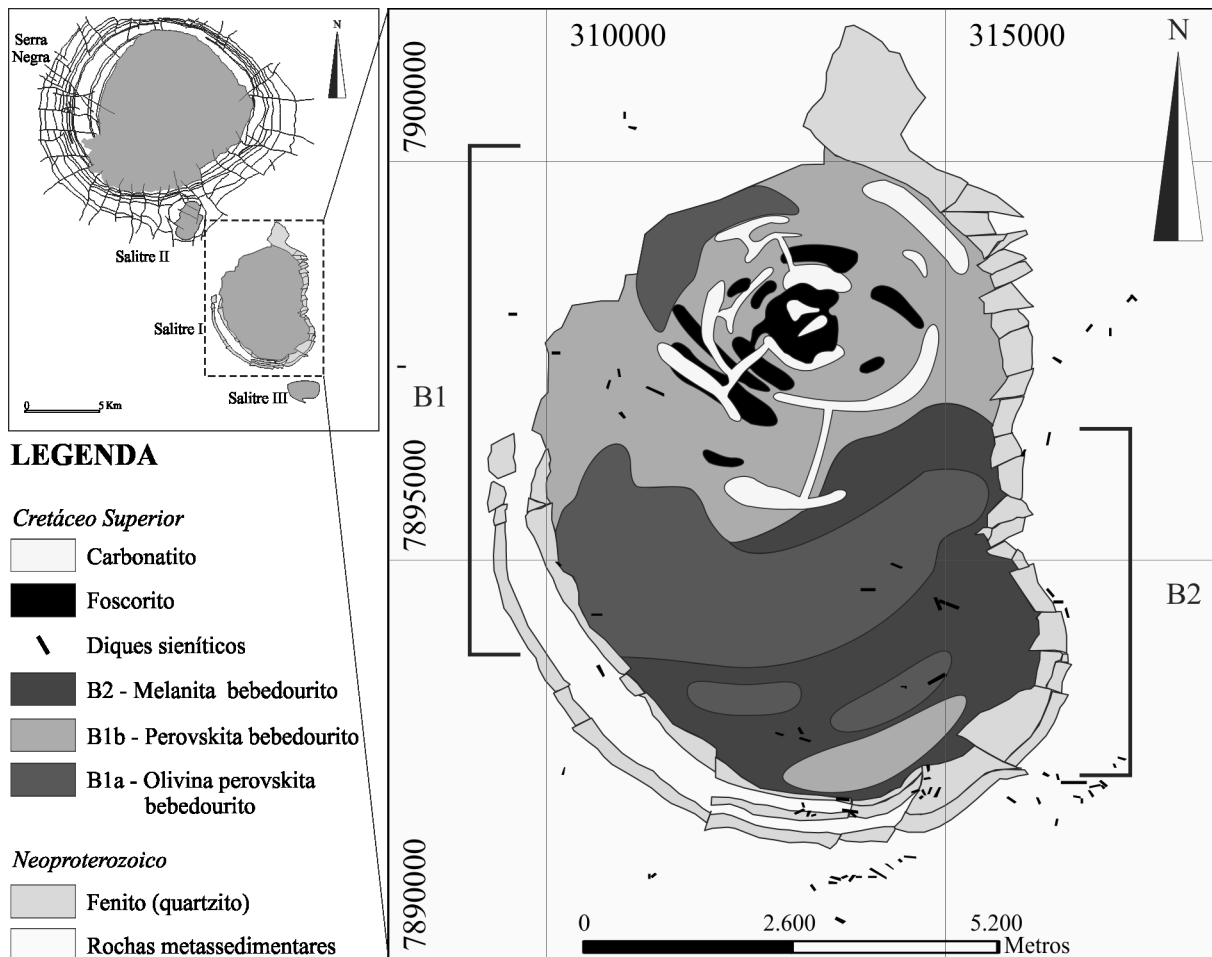 Serra
Negra
N
Salitre II
Salitre I
Salitre III
0 5 Km
310000 315000
N
7900000
7895000
7890000
B1
B2
0 2.600 5.200
Metros
LEGENDA
Cretáceo Superior
Carbonatito
Foscorito
Diques sieníticos
B2 - Melanita bebedourito
B1b - Perovskita bebedourito
B1a - Olivina perovskita
bebedourito
Neoproterozoico
Fenito (quartzito)
Rochas metassedimentares